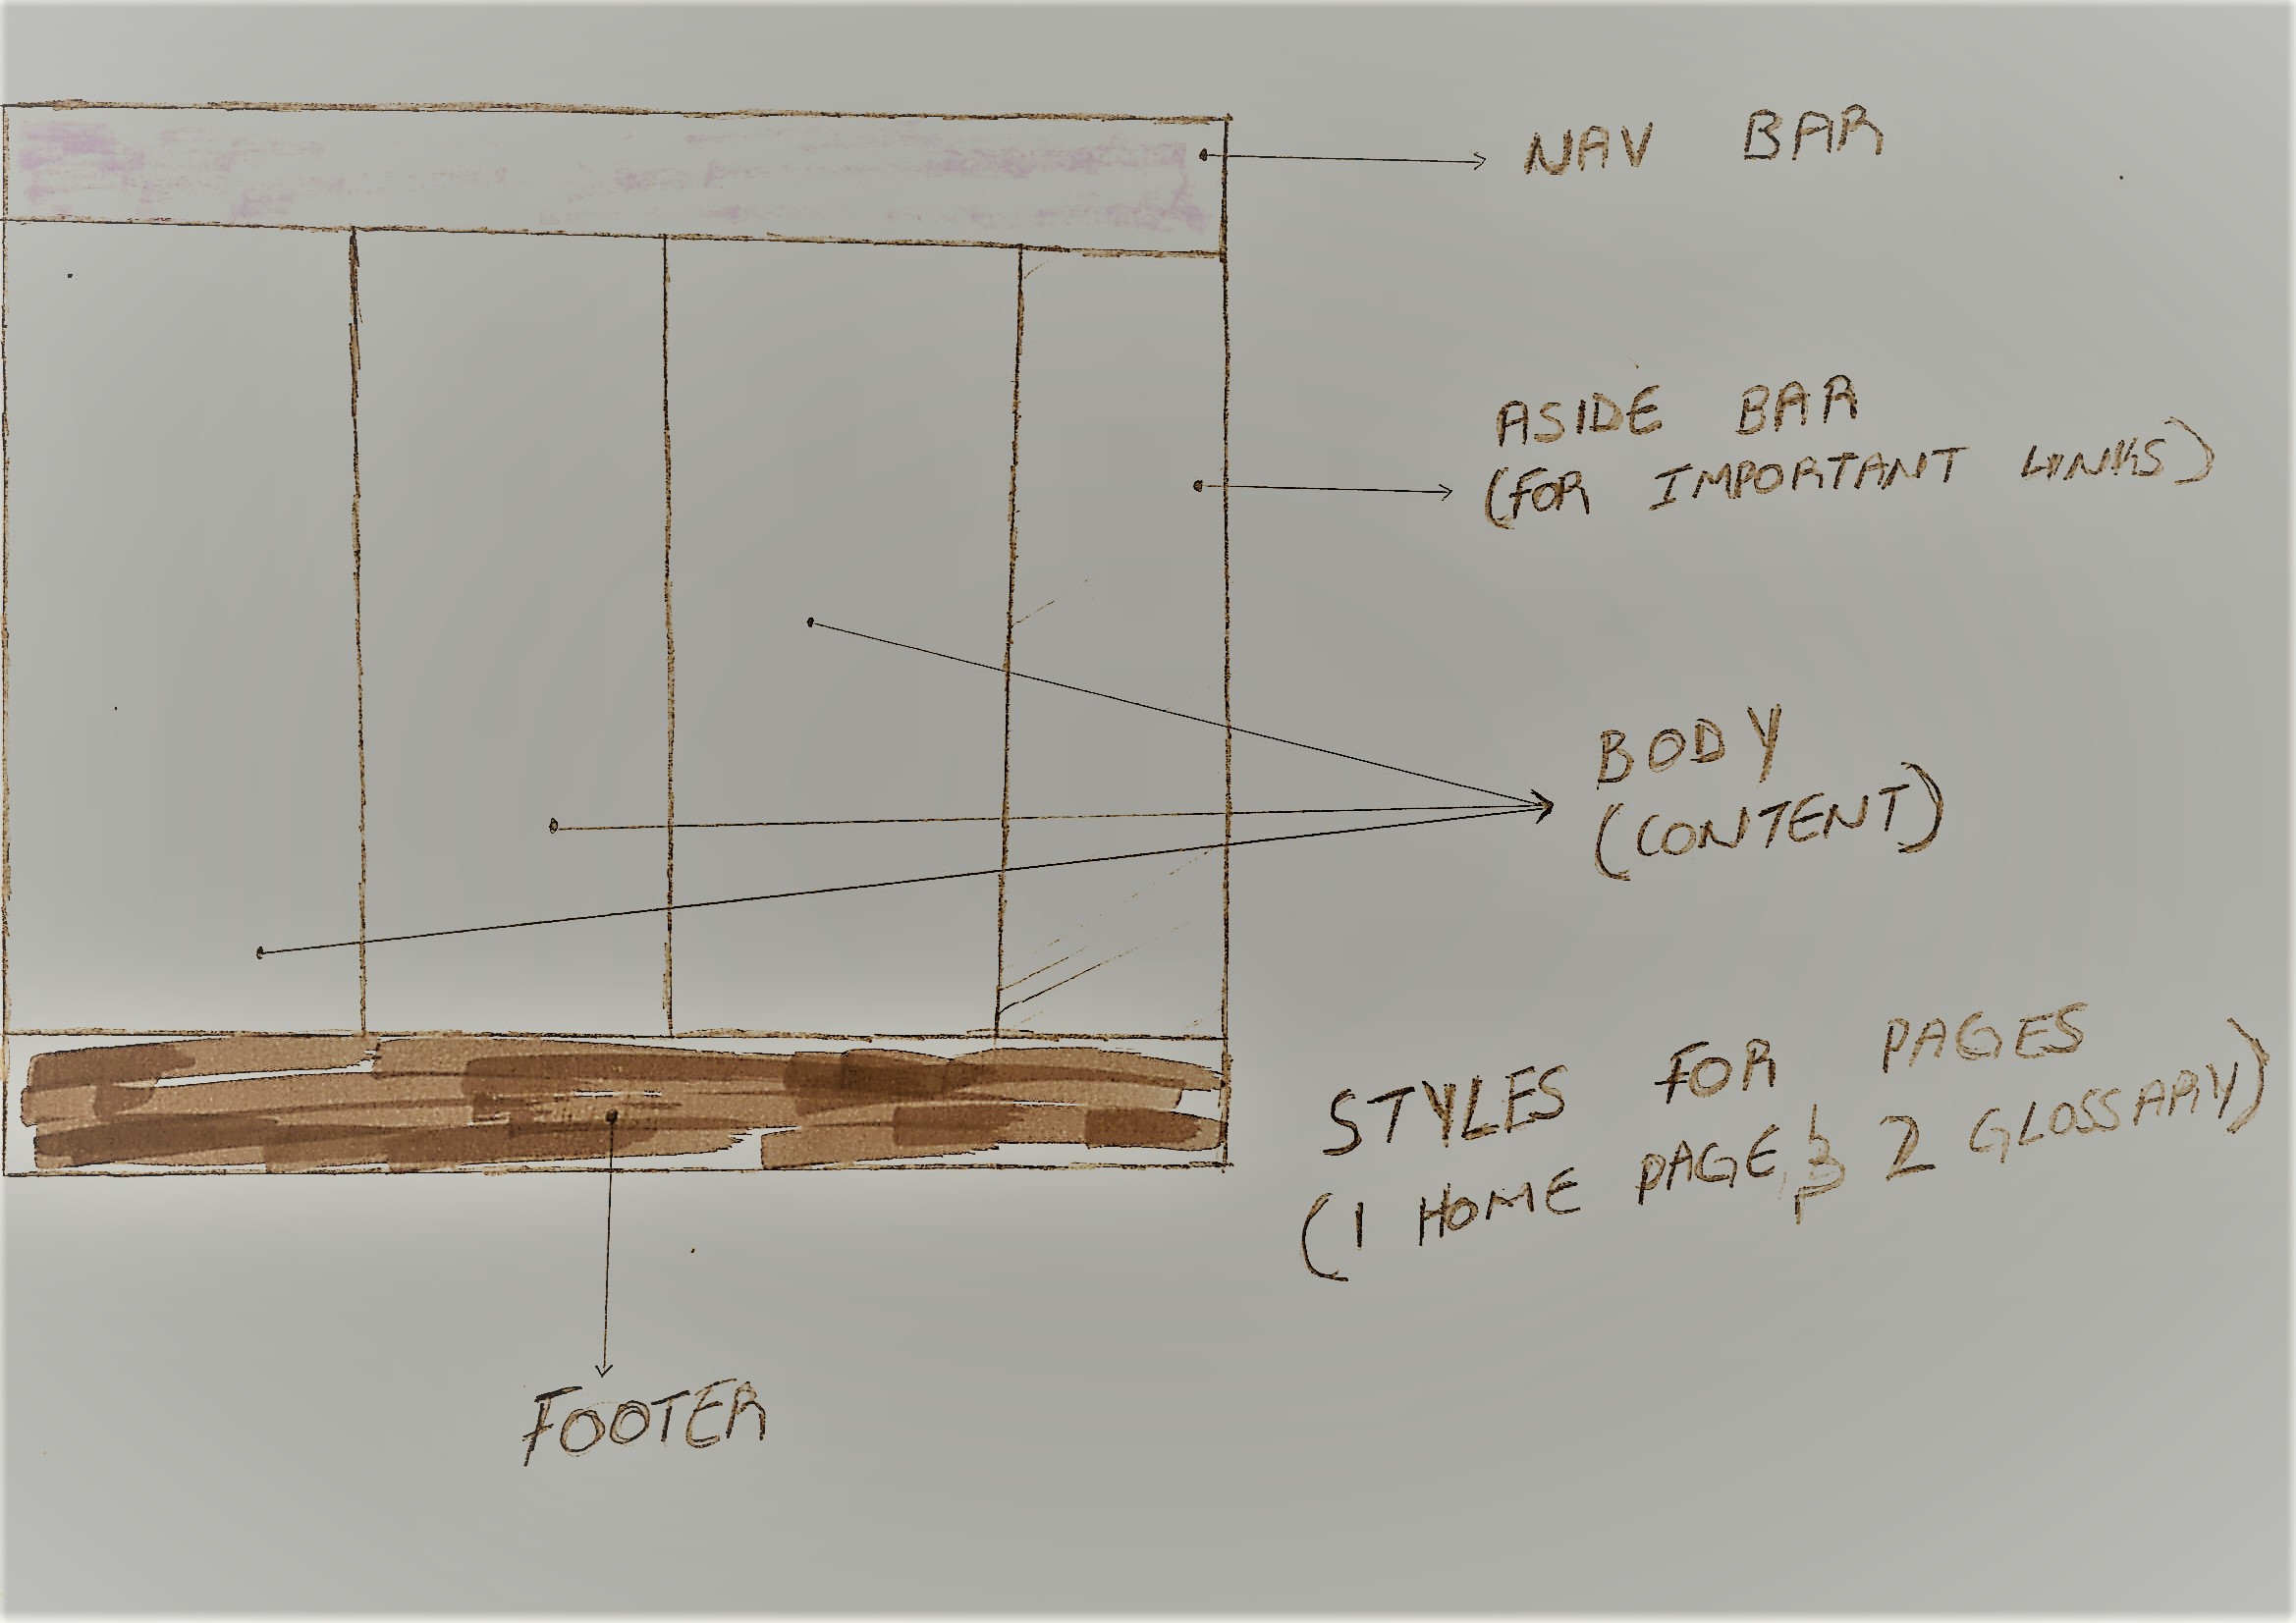 NAV BAR
ASIDE BAR
(FOR IMPORTANT LINKS)
BODY
(CONTENT)
STYLES FOR PAGES
(1 HOME PAGE & 2 GLOSSARY)
FOOTER